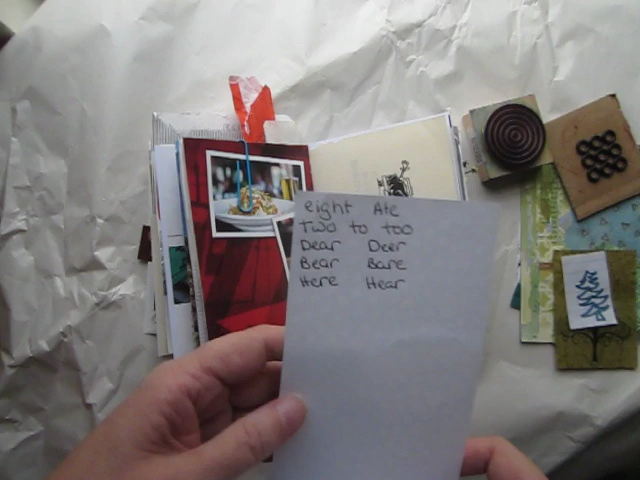 eight Ate
Two to too
Dear Deer
Bear Bare
Here Hear